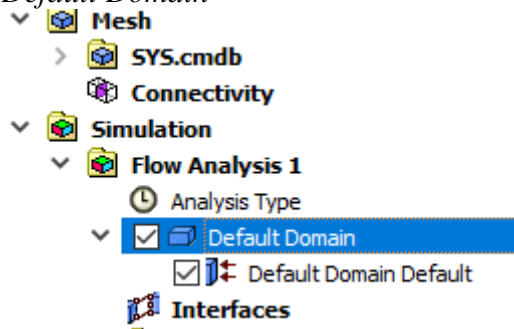 Default Domain
Mesh
SYS.cmdb
Connectivity
Simulation
Flow Analysis 1
Analysis Type
Default Domain
Default Domain Default
Interfaces